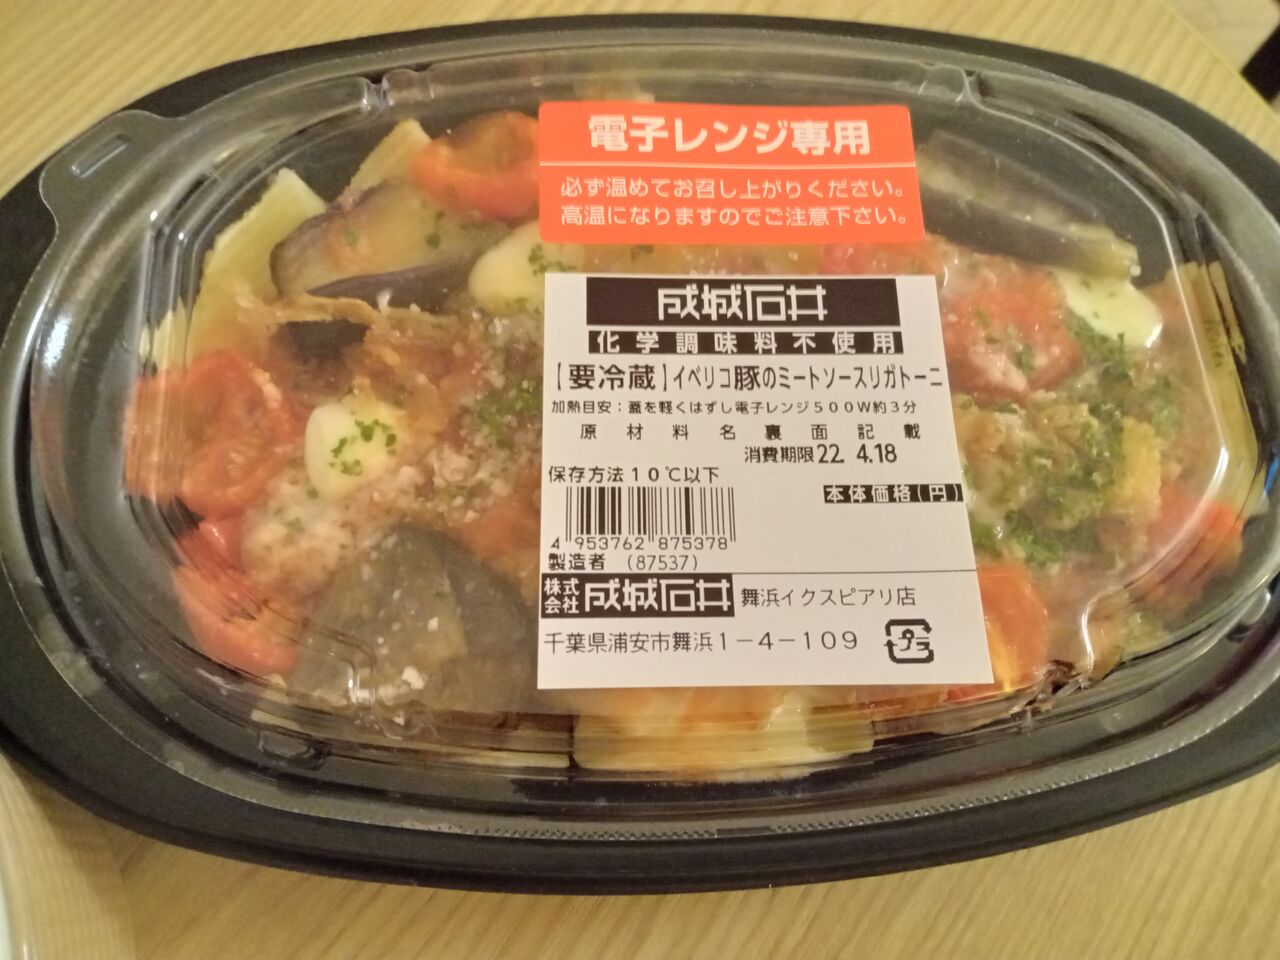 電子レンジ専用
必ず温めてお召し上がりください。
高温になりますのでご注意下さい。
成城石井
化学調味料不使用
【要冷蔵】イベリコ豚のミートソースリガトーニ
加熱目安：蓋を軽くはずし電子レンジ５００Ｗ約３分
原材料名裏面記載
消費期限22. 4.18
保存方法１０℃以下
本体価格(円)
4 953762 875378
製造者 (87537)
株式会社 成城石井 舞浜イクスピアリ店
千葉県浦安市舞浜１－４－１０９
プラ